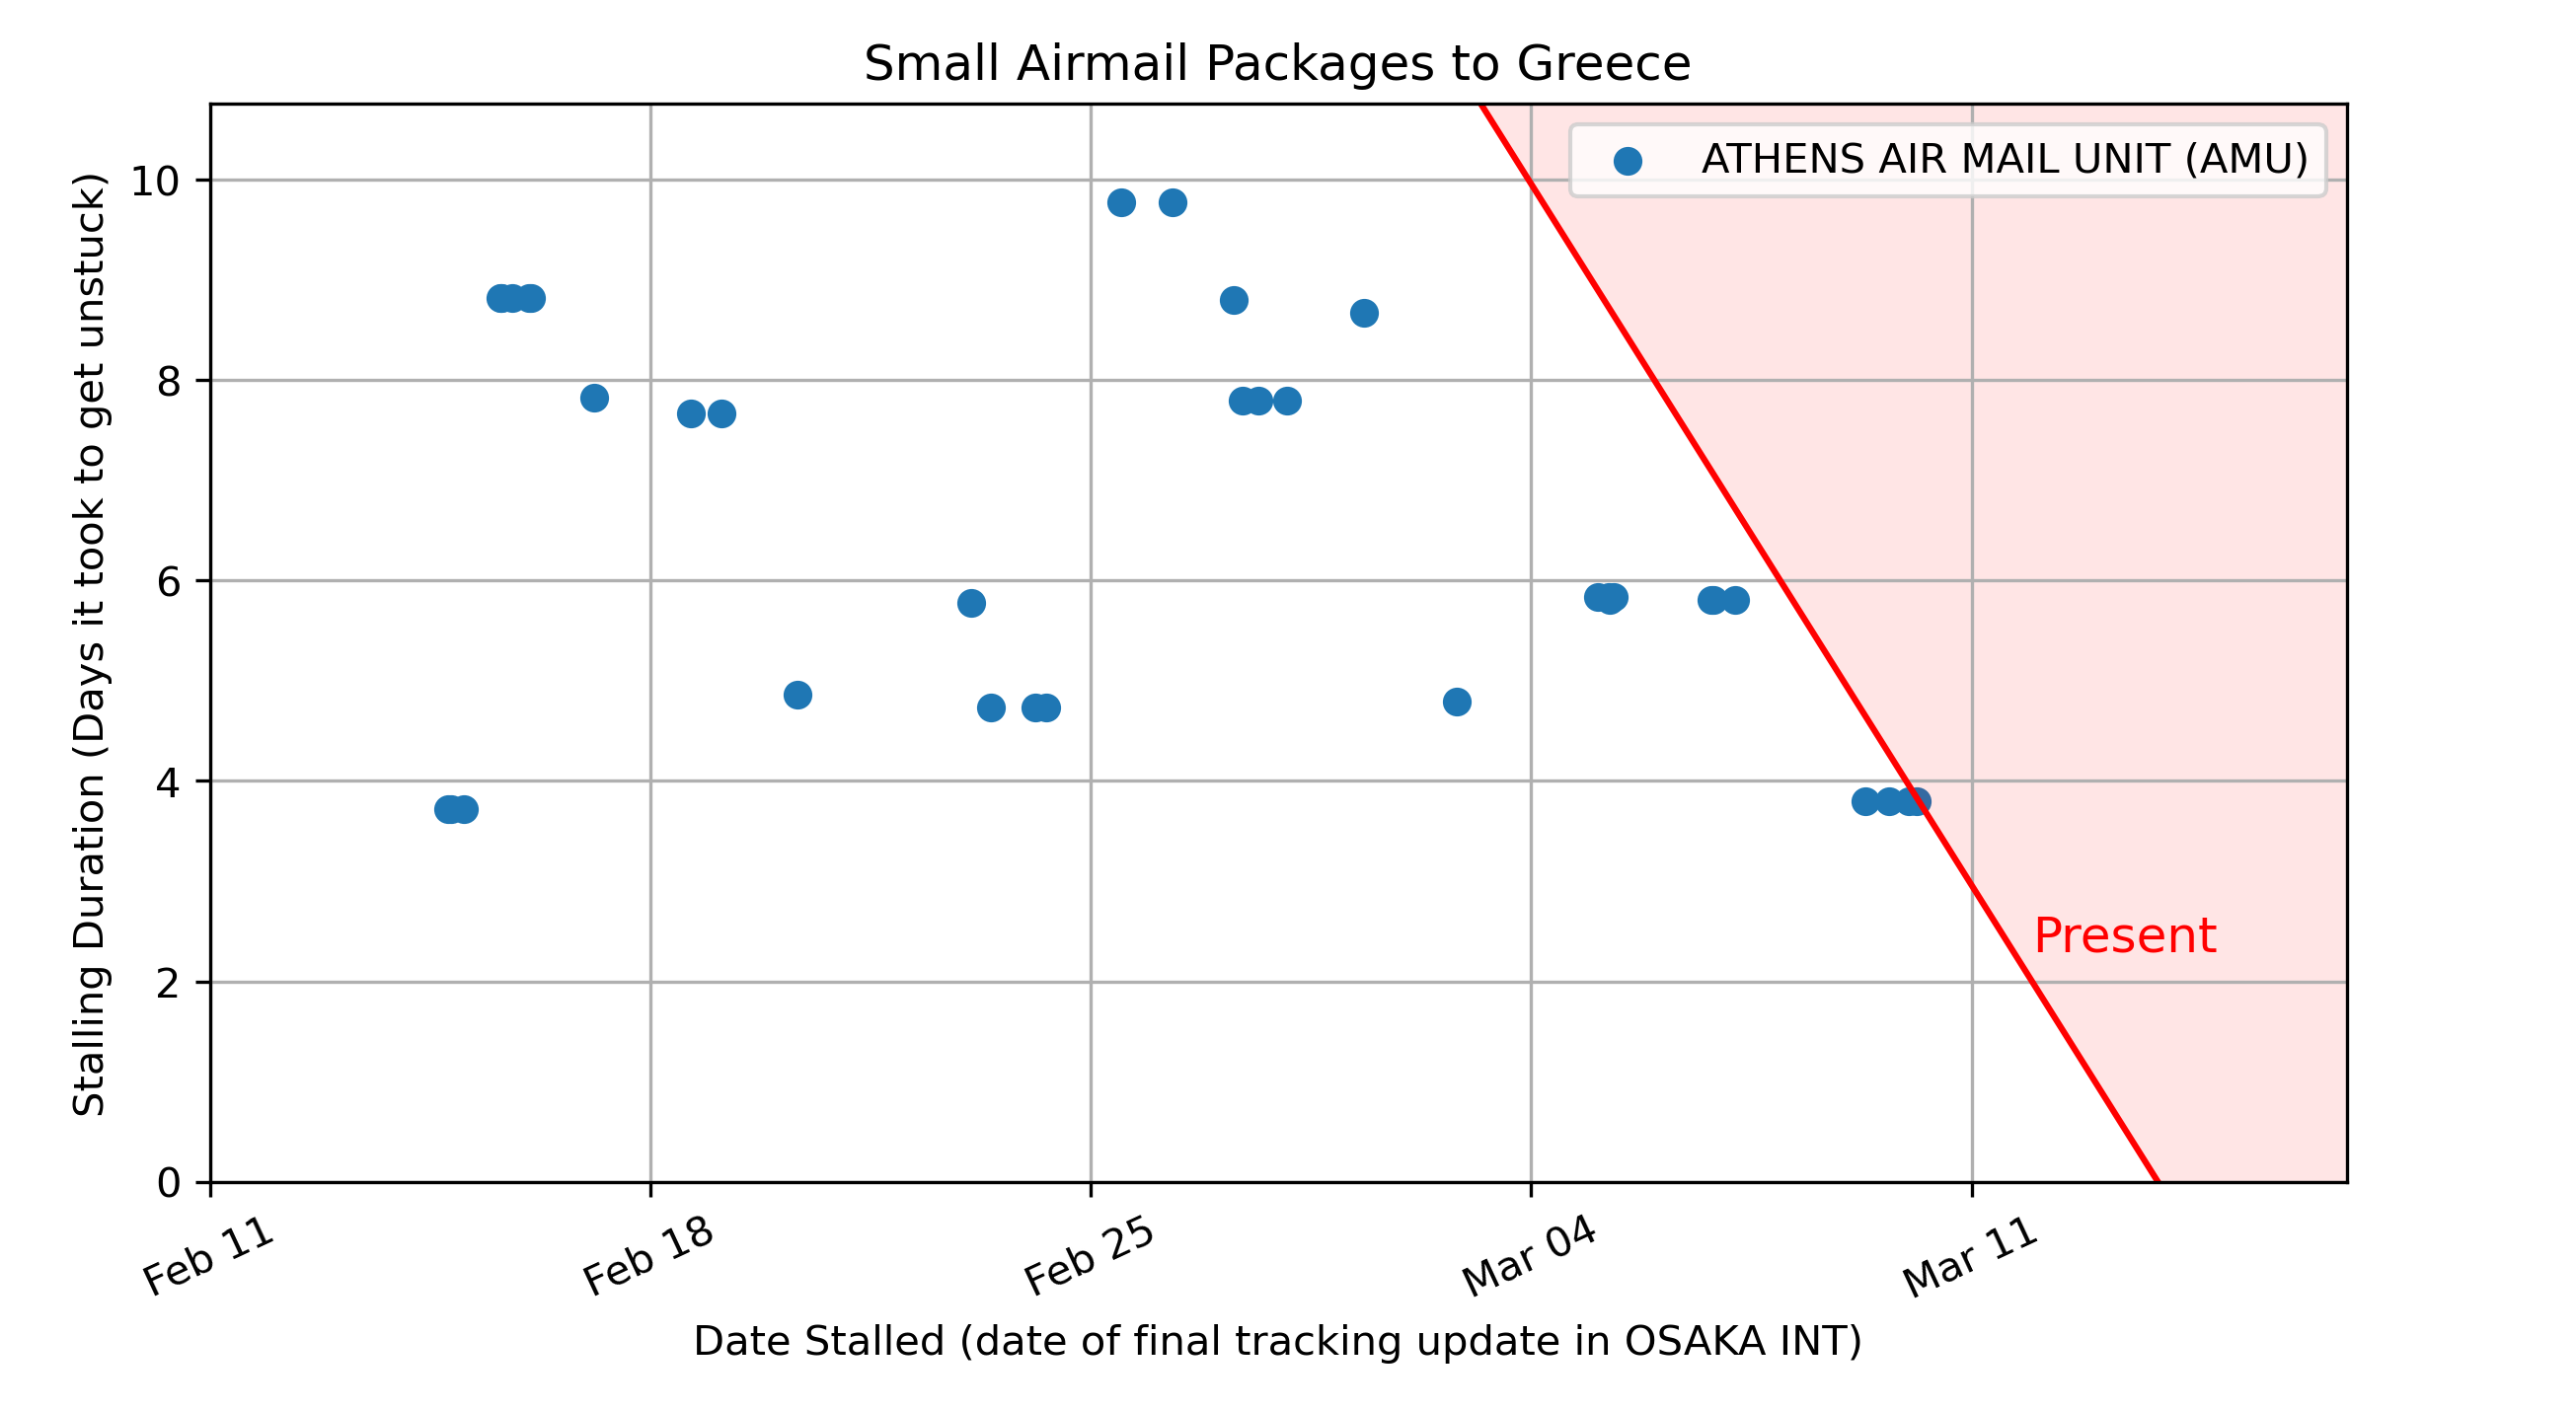 Small Airmail Packages to Greece
Stalling Duration (Days it took to get unstuck)
10
8
6
4
2
0
ATHENS AIR MAIL UNIT (AMU)
Present
Feb 11
Feb 18
Feb 25
Mar 04
Mar 11
Date Stalled (date of final tracking update in OSAKA INT)